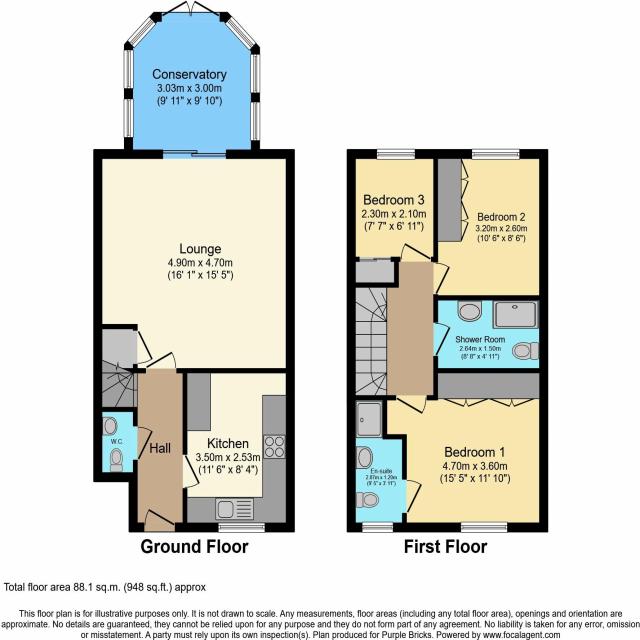 Conservatory
3.03m x 3.00m
(9' 11" x 9' 10")
Lounge
4.90m x 4.70m
(16' 1" x 15' 5")
W.C.
Hall
Kitchen
3.50m x 2.53m
(11' 6" x 8' 4")
Ground Floor
Bedroom 3
2.30m x 2.10m
(7' 7" x 6' 11")
Bedroom 2
3.20m x 2.60m
(10' 6" x 8' 6")
Shower Room
2.64m x 1.50m
(8' 8" x 4' 11")
Bedroom 1
4.70m x 3.60m
(15' 5" x 11' 10")
En-suite
2.87m x 1.20m
(9' 5" x 3' 11")
First Floor
Total floor area 88.1 sq.m. (948 sq.ft.) approx
This floor plan is for illustrative purposes only. It is not drawn to scale. Any measurements, floor areas (including any total floor area), openings and orientation are
approximate. No details are guaranteed, they cannot be relied upon for any purpose and they do not form part of any agreement. No liability is taken for any error, omission
or misstatement. A party must rely upon its own inspection(s). Plan produced for Purple Bricks. Powered by www.focalagent.com